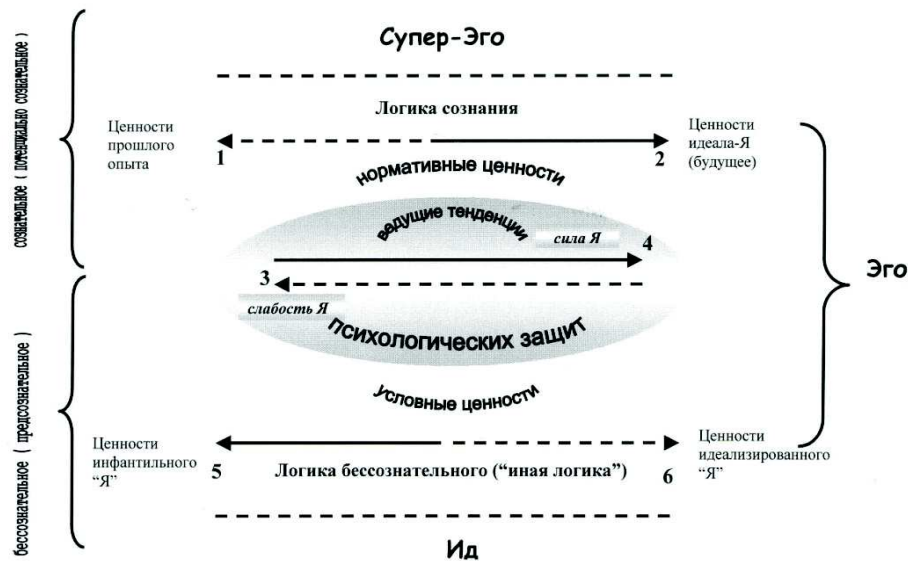 Супер-Эго
сознательное ( потенциально сознательное )
Логика сознания
Ценности
прошлого
опыта
1
2
Ценности
идеала-Я
(будущее)
нормативные ценности
ведущие тенденции
сила Я
4
Эго
3
слабость Я
психологических защит
условные ценности
бессознательное ( предсознательное )
Ценности
инфантильного
“Я”
5
Логика бессознательного (“иная логика”)
6
Ценности
идеализированного
“Я”
Ид